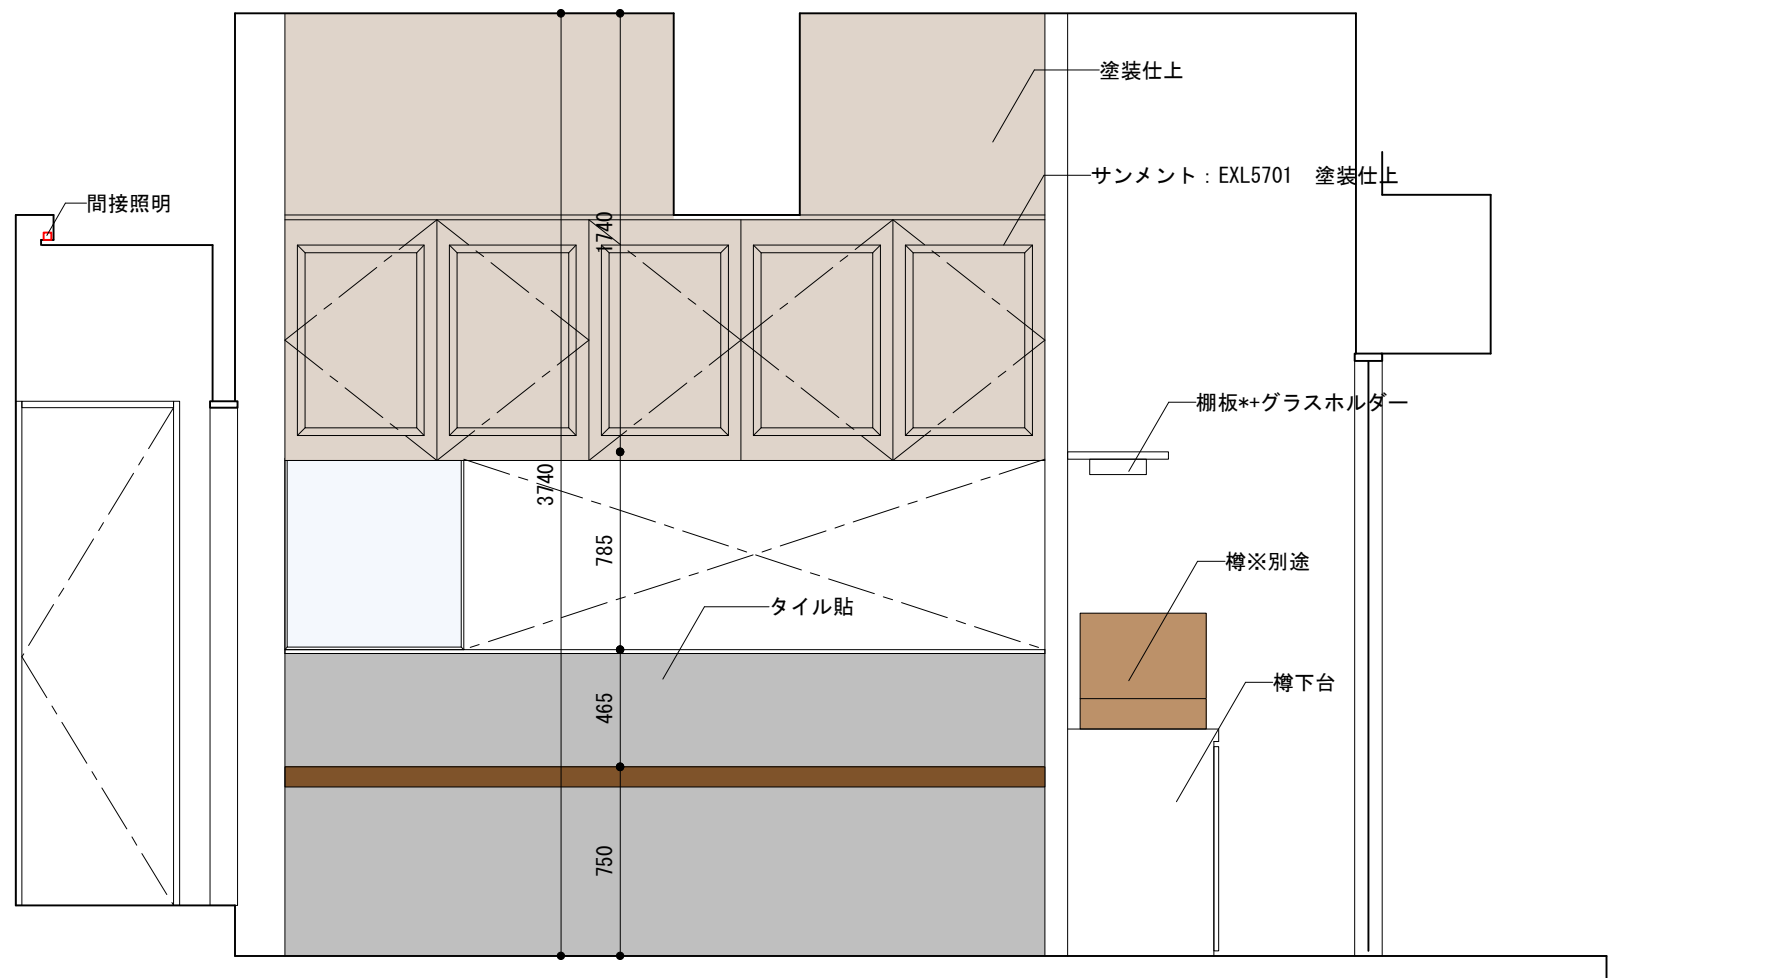 塗装仕上
サンメント：EXL5701　塗装仕上
間接照明
1740
棚板*+グラスホルダー
3740
785
樽※別途
タイル貼
樽下台
465
750